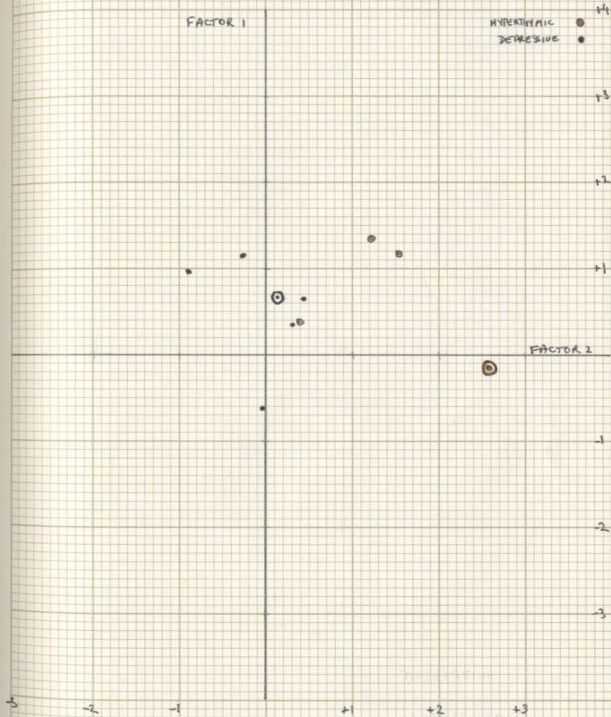 FACTOR 1
HYPERTHYMIC
DEPRESSIVE
+4
+3
+2
+1
FACTOR 2
-1
-2
-3
-3 -2 -1 +1 +2 +3